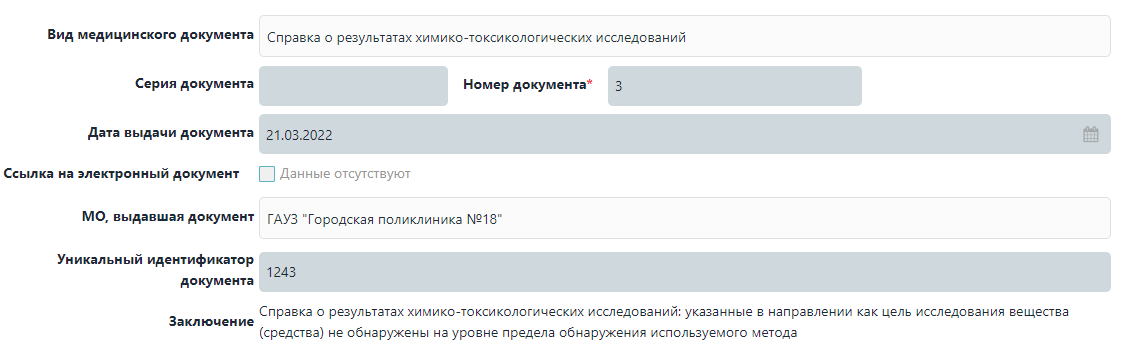 Вид медицинского документа Справка о результатах химико-токсикологических исследований
Серия документа Номер документа* 3
Дата выдачи документа 21.03.2022
Ссылка на электронный документ Данные отсутствуют
МО, выдавшая документ ГАУЗ "Городская поликлиника №18"
Уникальный идентификатор
документа 1243
Заключение Справка о результатах химико-токсикологических исследований: указанные в направлении как цель исследования вещества
(средства) не обнаружены на уровне предела обнаружения используемого метода